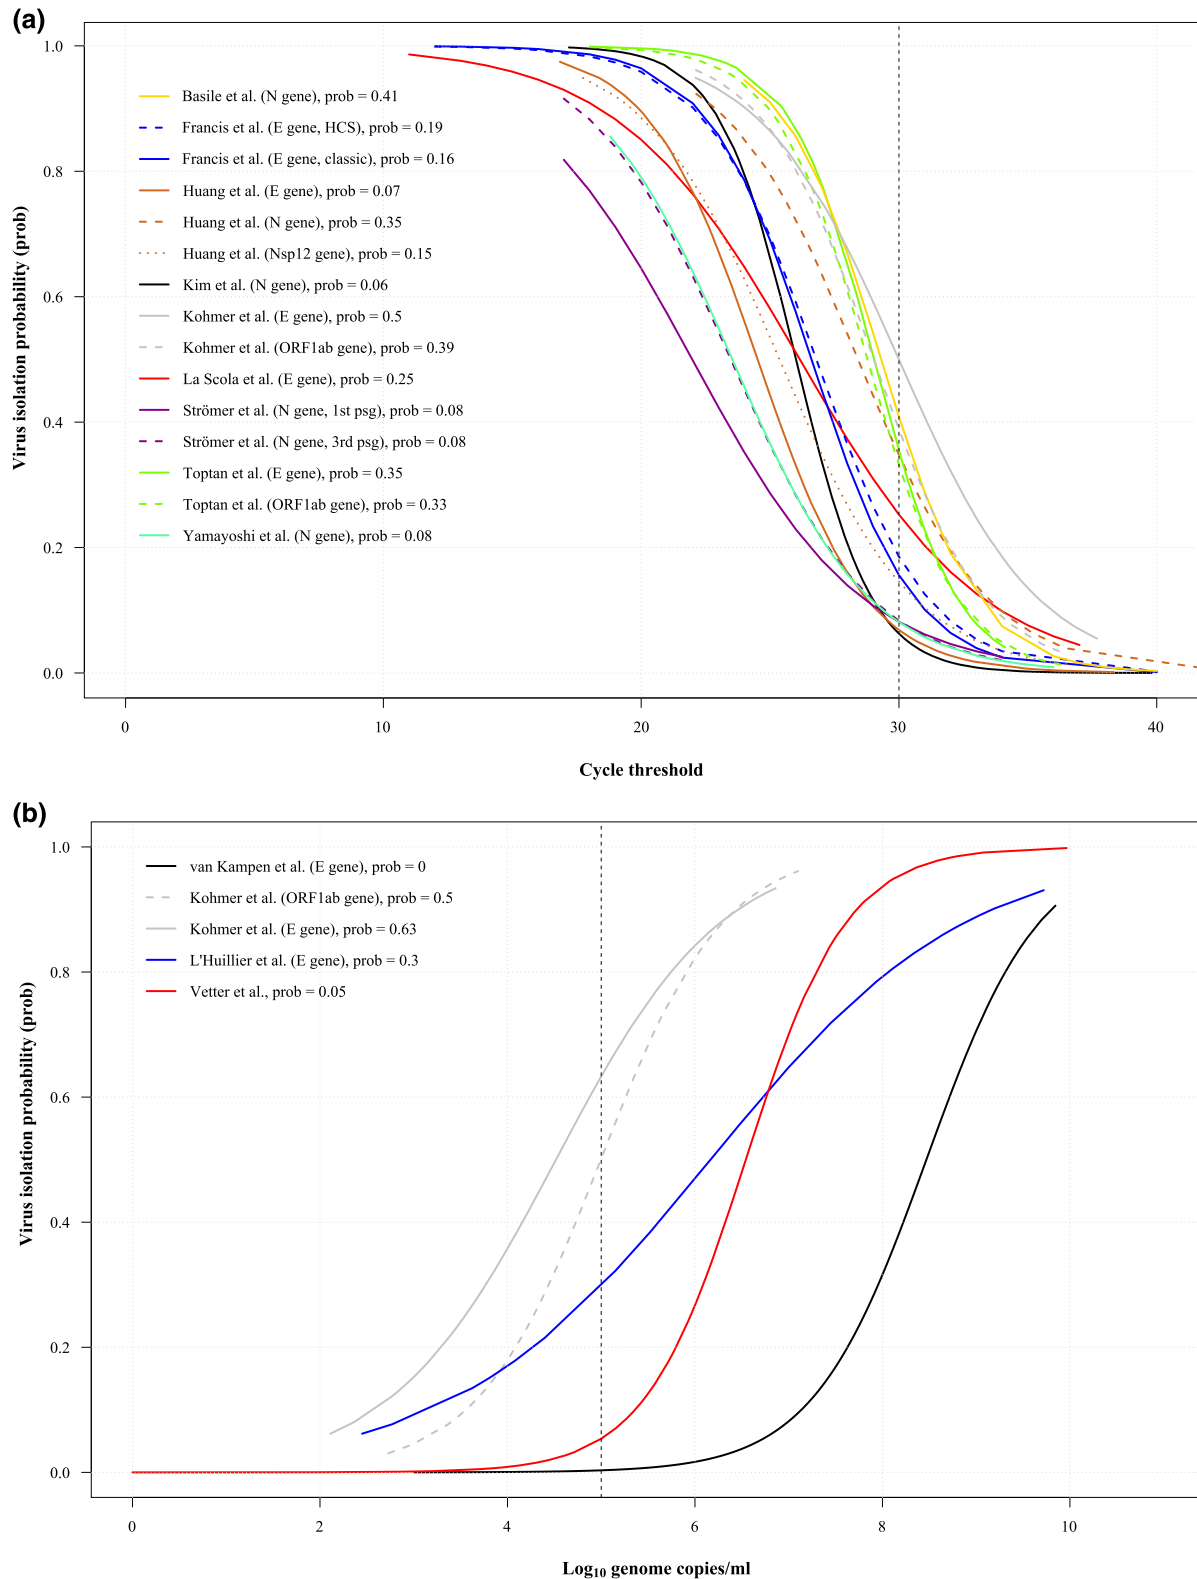 (a)
1.0
0.8
0.6
0.4
0.2
0.0
Virus isolation probability (prob)
Basile et al. (N gene), prob = 0.41
Francis et al. (E gene, HCS), prob = 0.19
Francis et al. (E gene, classic), prob = 0.16
Huang et al. (E gene), prob = 0.07
Huang et al. (N gene), prob = 0.35
Huang et al. (Nsp12 gene), prob = 0.15
Kim et al. (N gene), prob = 0.06
Kohmer et al. (E gene), prob = 0.5
Kohmer et al. (ORF1ab gene), prob = 0.39
La Scola et al. (E gene), prob = 0.25
Strömer et al. (N gene, 1st psg), prob = 0.08
Strömer et al. (N gene, 3rd psg), prob = 0.08
Toptan et al. (E gene), prob = 0.35
Toptan et al. (ORF1ab gene), prob = 0.33
Yamayoshi et al. (N gene), prob = 0.08
0 10 20 30 40
Cycle threshold
(b)
1.0
0.8
0.6
0.4
0.2
0.0
Virus isolation probability (prob)
van Kampen et al. (E gene), prob = 0
Kohmer et al. (ORF1ab gene), prob = 0.5
Kohmer et al. (E gene), prob = 0.63
L'Huillier et al. (E gene), prob = 0.3
Vetter et al., prob = 0.05
0 2 4 6 8 10
Log10 genome copies/ml